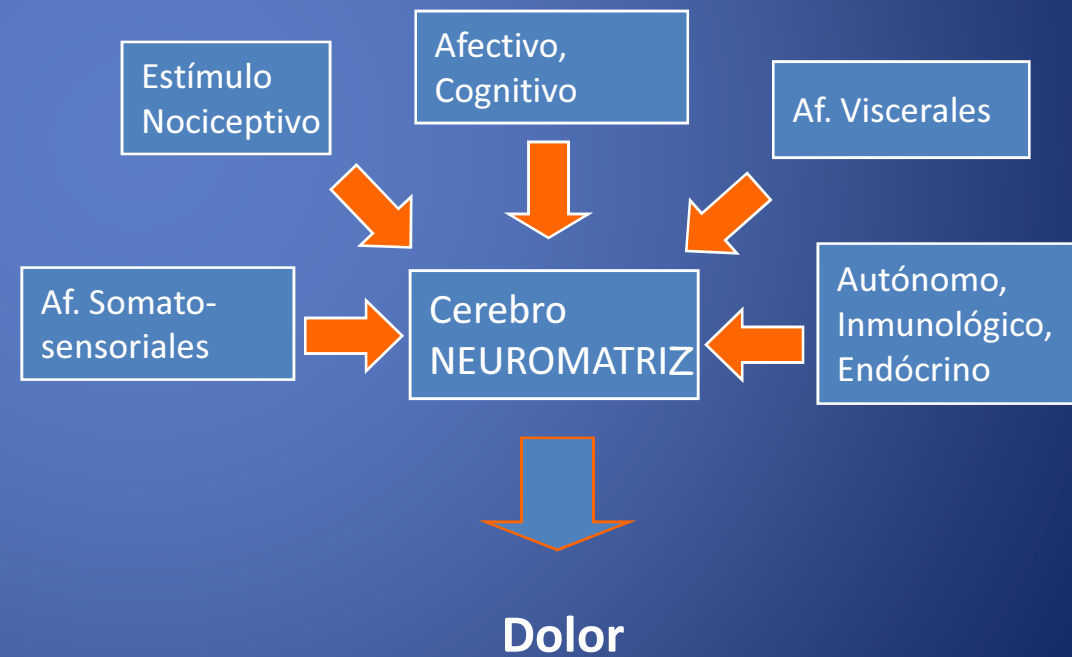 Estímulo
Nociceptivo
Afectivo,
Cognitivo
Af. Viscerales
Af. Somato-
sensoriales
Cerebro
NEUROMATRIZ
Autónomo,
Inmunológico,
Endócrino
Dolor